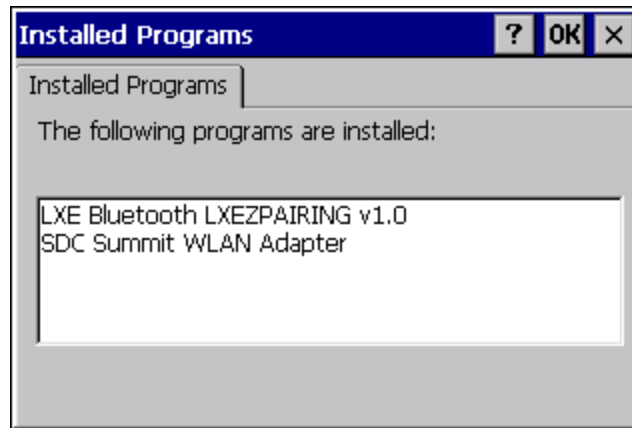 Installed Programs
? OK ×
Installed Programs
The following programs are installed:
LXE Bluetooth LXEZPAIRING v1.0
SDC Summit WLAN Adapter